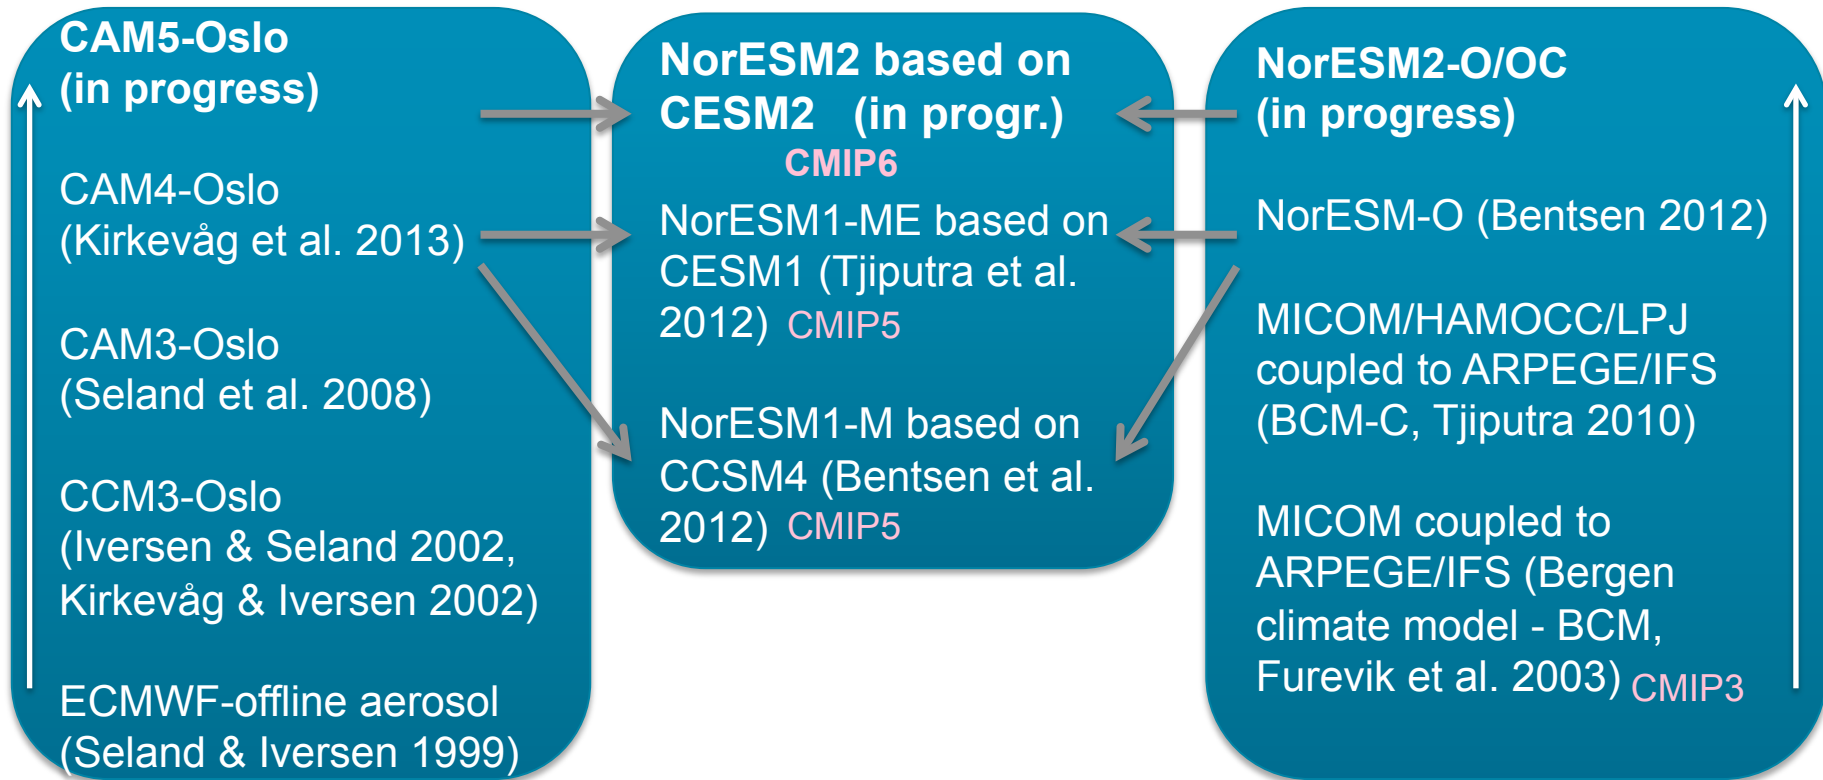 CAM5-Oslo
(in progress)
CAM4-Oslo
(Kirkevåg et al. 2013)
CAM3-Oslo
(Seland et al. 2008)
CCM3-Oslo
(Iversen & Seland 2002,
Kirkevåg & Iversen 2002)
ECMWF-offline aerosol
(Seland & Iversen 1999)
NorESM2 based on
CESM2 (in progr.)
CMIP6
NorESM1-ME based on
CESM1 (Tjiputra et al.
2012) CMIP5
NorESM1-M based on
CCSM4 (Bentsen et al.
2012) CMIP5
NorESM2-O/OC
(in progress)
NorESM-O (Bentsen 2012)
MICOM/HAMOCC/LPJ
coupled to ARPEGE/IFS
(BCM-C, Tjiputra 2010)
MICOM coupled to
ARPEGE/IFS (Bergen
climate model - BCM,
Furevik et al. 2003) CMIP3